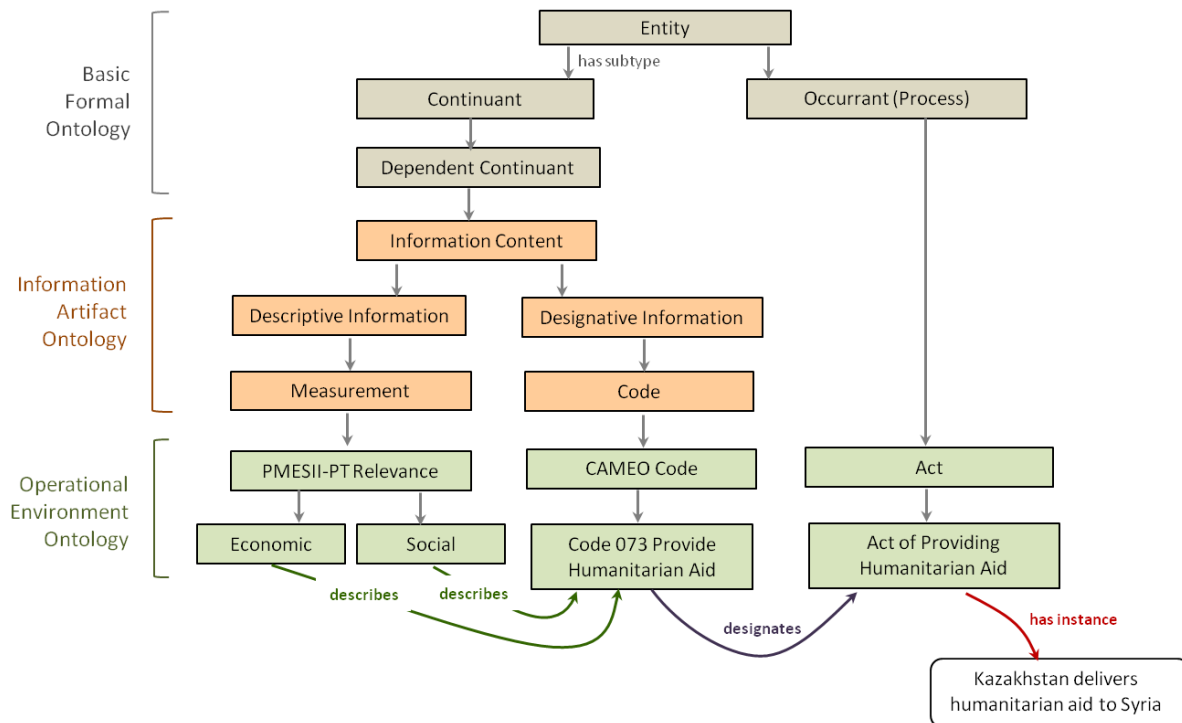 Entity
has subtype
Basic
Formal
Ontology
Continuant
Occurrant (Process)
Dependent Continuant
Information
Artifact
Ontology
Information Content
Descriptive Information
Designative Information
Measurement
Code
Operational
Environment
Ontology
PMESII-PT Relevance
CAMEO Code
Act
Economic
Social
Code 073 Provide
Humanitarian Aid
Act of Providing
Humanitarian Aid
describes
describes
designates
has instance
Kazakhstan delivers
humanitarian aid to Syria